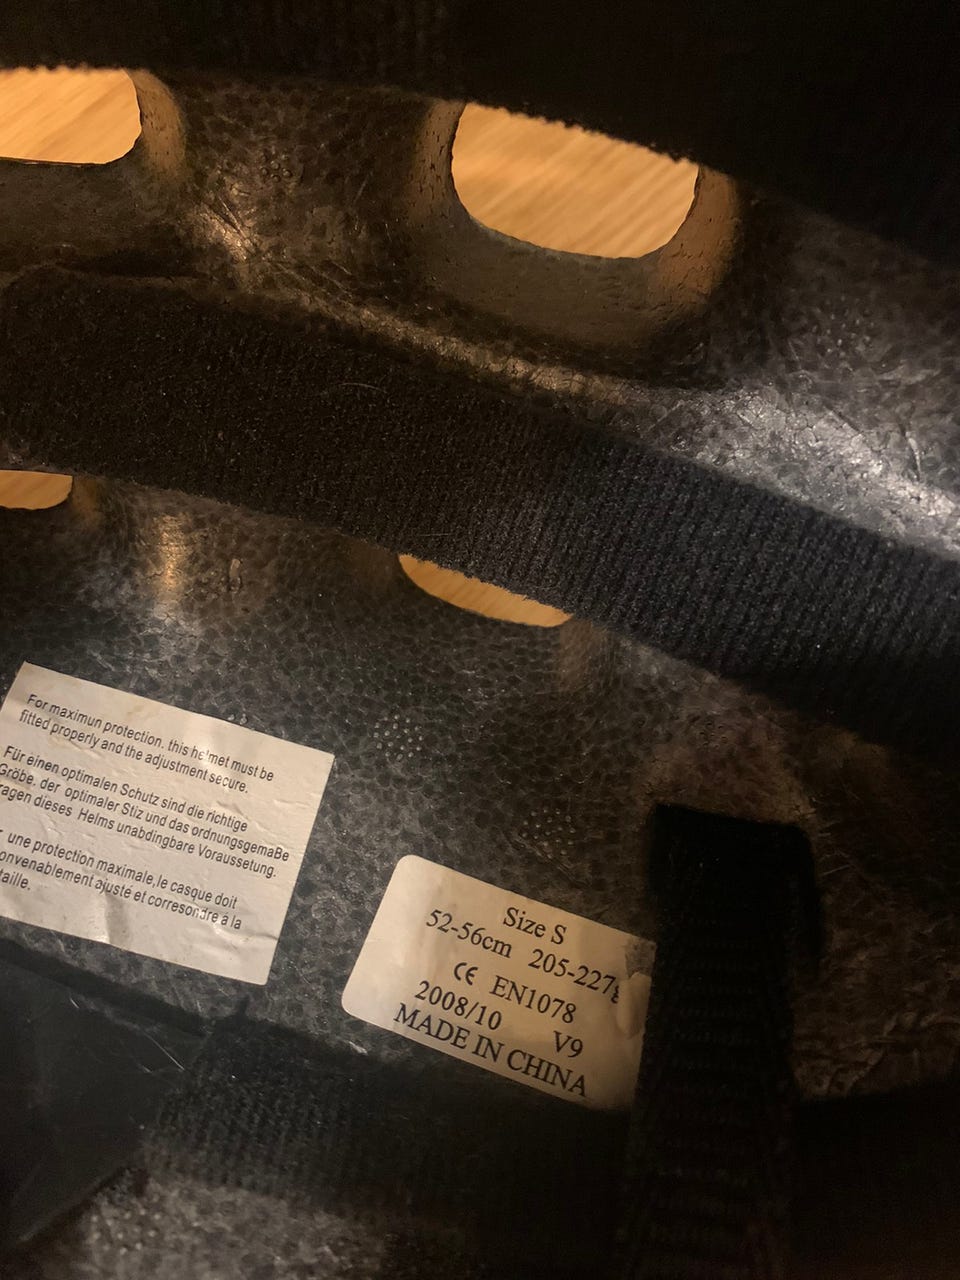 For maximun protection. this helmet must be
fitted properly and the adjustment secure.
Für einen optimalen Schutz sind die richtige
Gröbe. der optimaler Stiz und das ordnungsgemaBe
ragen dieses Helms unabdingbare Voraussetung.
une protection maximale,le casque doit
onvenablement ajusté et corresondre á la
taille.
Size S
52-56cm 205-227g
CE EN1078
2008/10 V9
MADE IN CHINA